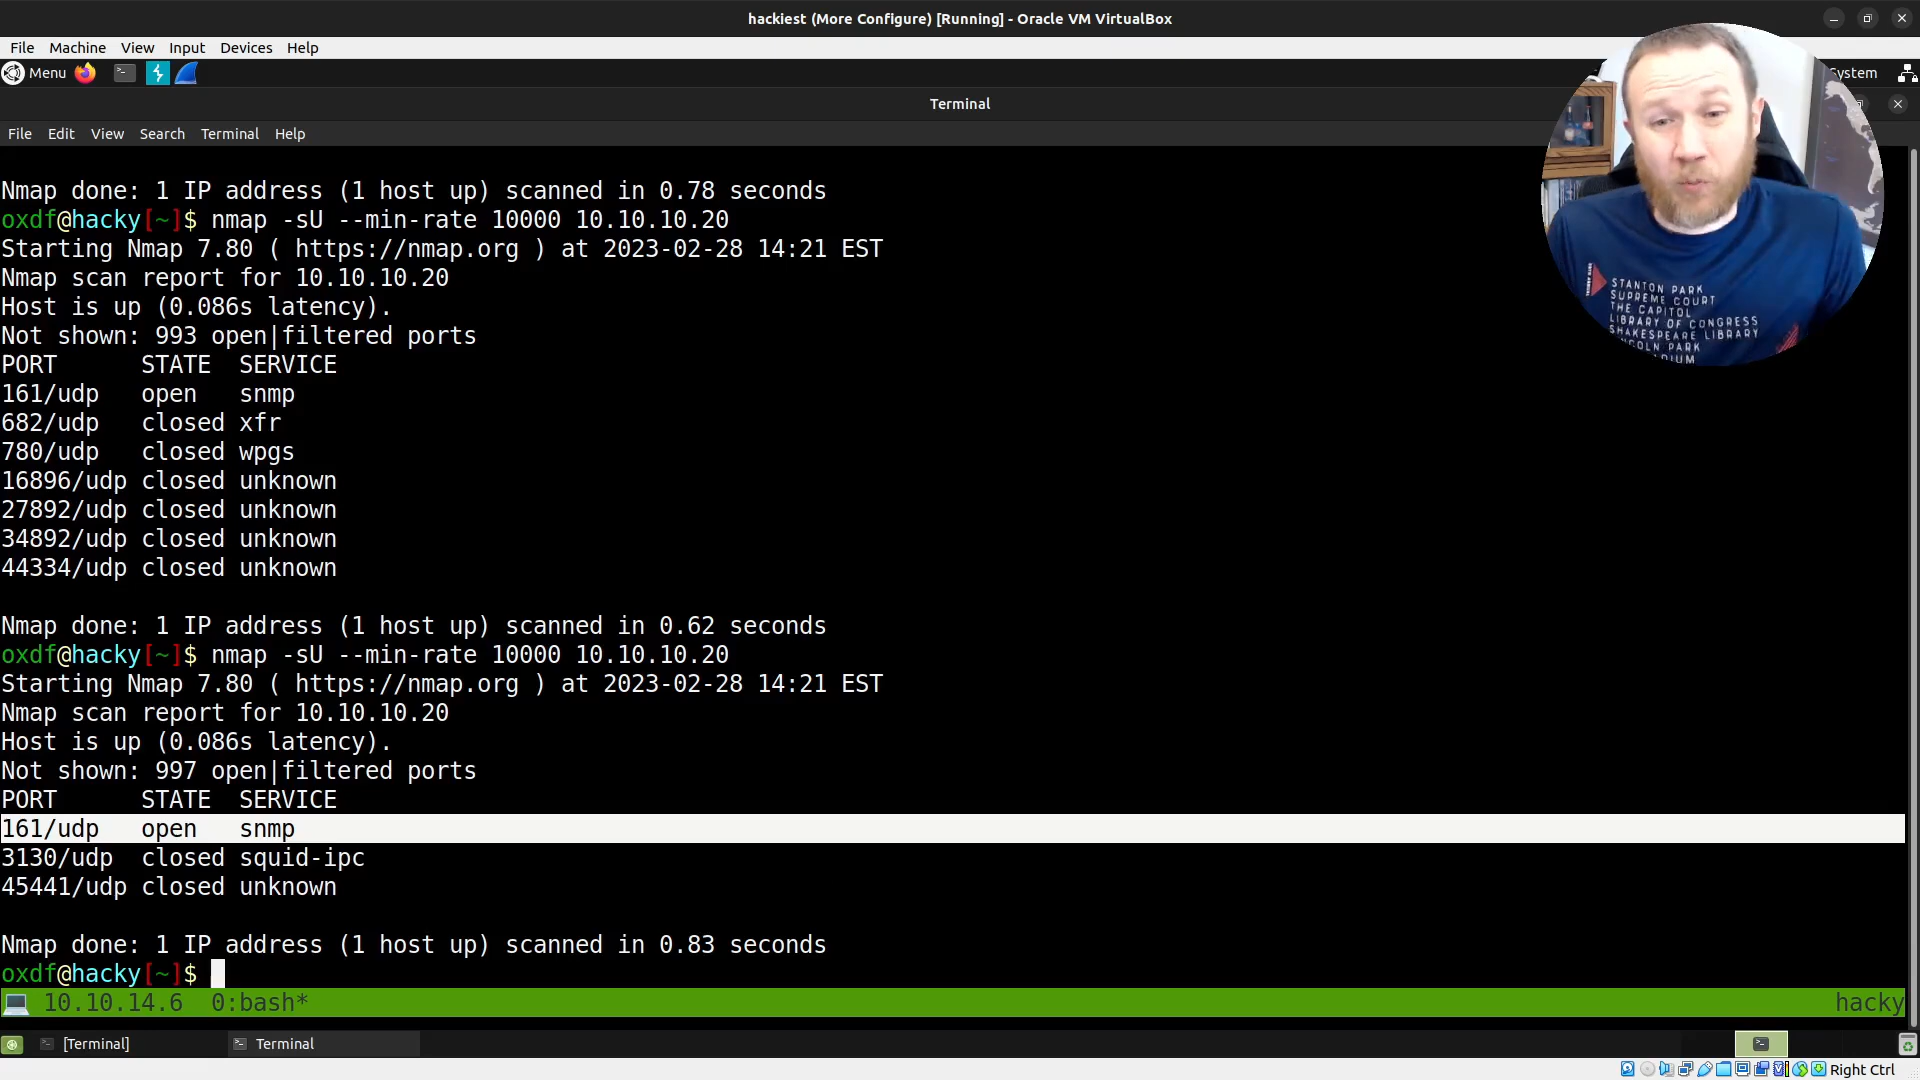 hackiest (More Configure) [Running] - Oracle VM VirtualBox
File Machine View Input Devices Help
Menu
System
Terminal
File Edit View Search Terminal Help
Nmap done: 1 IP address (1 host up) scanned in 0.78 seconds
oxdf@hacky[~]$ nmap -sU --min-rate 10000 10.10.10.20
Starting Nmap 7.80 ( https://nmap.org ) at 2023-02-28 14:21 EST
Nmap scan report for 10.10.10.20
Host is up (0.086s latency).
Not shown: 993 open|filtered ports
PORT STATE SERVICE
161/udp open snmp
682/udp closed xfr
780/udp closed wpgs
16896/udp closed unknown
27892/udp closed unknown
34892/udp closed unknown
44334/udp closed unknown
Nmap done: 1 IP address (1 host up) scanned in 0.62 seconds
oxdf@hacky[~]$ nmap -sU --min-rate 10000 10.10.10.20
Starting Nmap 7.80 ( https://nmap.org ) at 2023-02-28 14:21 EST
Nmap scan report for 10.10.10.20
Host is up (0.086s latency).
Not shown: 997 open|filtered ports
PORT STATE SERVICE
161/udp open snmp
3130/udp closed squid-ipc
45441/udp closed unknown
Nmap done: 1 IP address (1 host up) scanned in 0.83 seconds
oxdf@hacky[~]$
10.10.14.6 0:bash* hacky
[Terminal] Terminal
Right Ctrl
STANTON PARK
SUPREME COURT
THE CAPITOL
LIBRARY OF CONGRESS
SHAKESPEARE LIBRARY
PARK